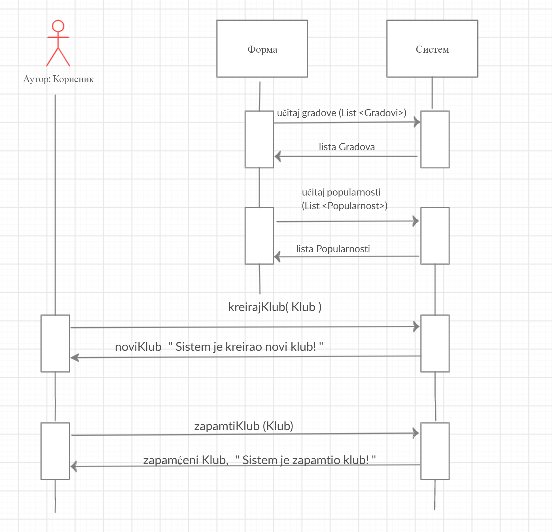 Форма
Систем
Аутор: Корисник
učitaj gradove (List <Gradovi>)
lista Gradova
učitaj popularnosti
(List <Popularnost>)
lista Popularnosti
kreirajKlub( Klub )
noviKlub " Sistem je kreirao novi klub! "
zapamtiKlub (Klub)
zapamćeni Klub, " Sistem je zapamtio klub! "